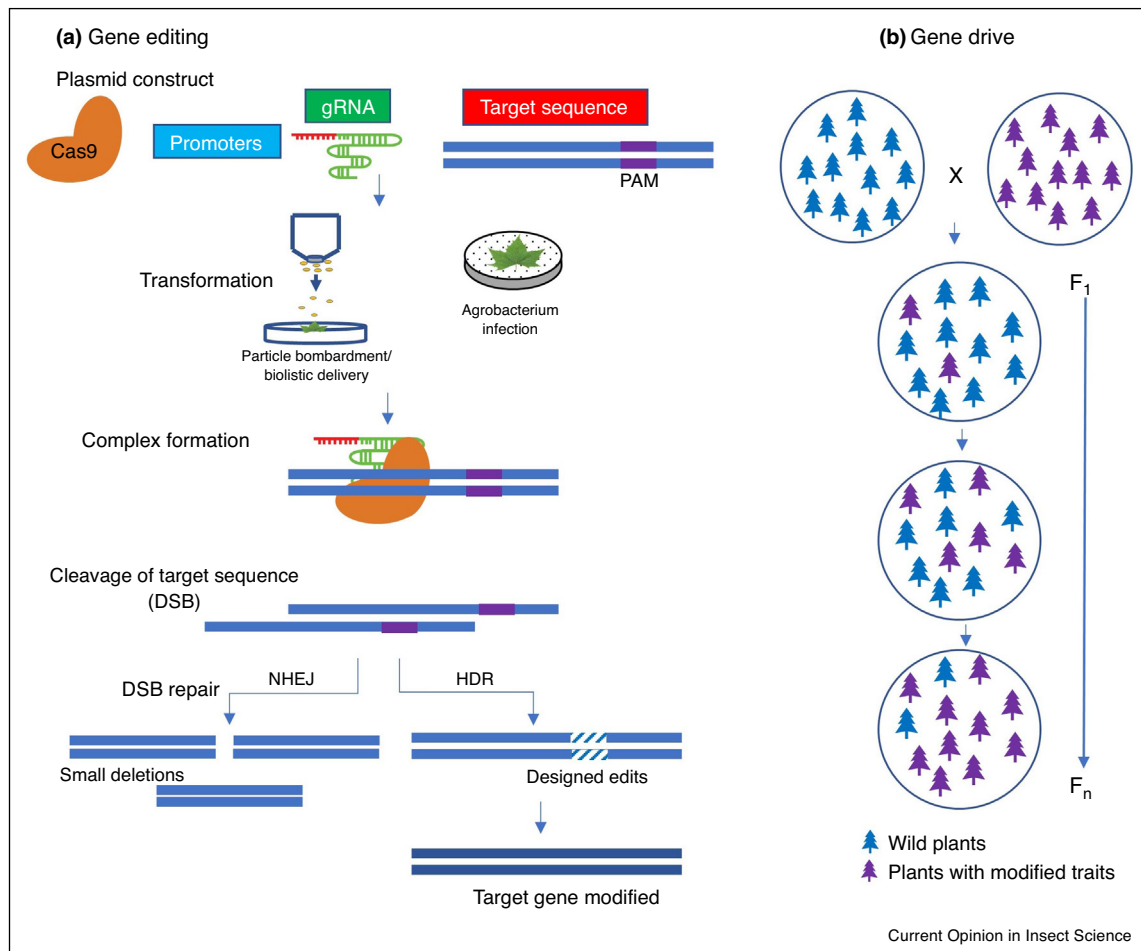 (a) Gene editing
Plasmid construct
Cas9
Promoters
gRNA
Target sequence
PAM
Transformation
Particle bombardment/
biolistic delivery
Agrobacterium
infection
Complex formation
Cleavage of target sequence
(DSB)
DSB repair
NHEJ
HDR
Small deletions
Designed edits
Target gene modified
(b) Gene drive
X
F1
Fn
Wild plants
Plants with modified traits
Current Opinion in Insect Science